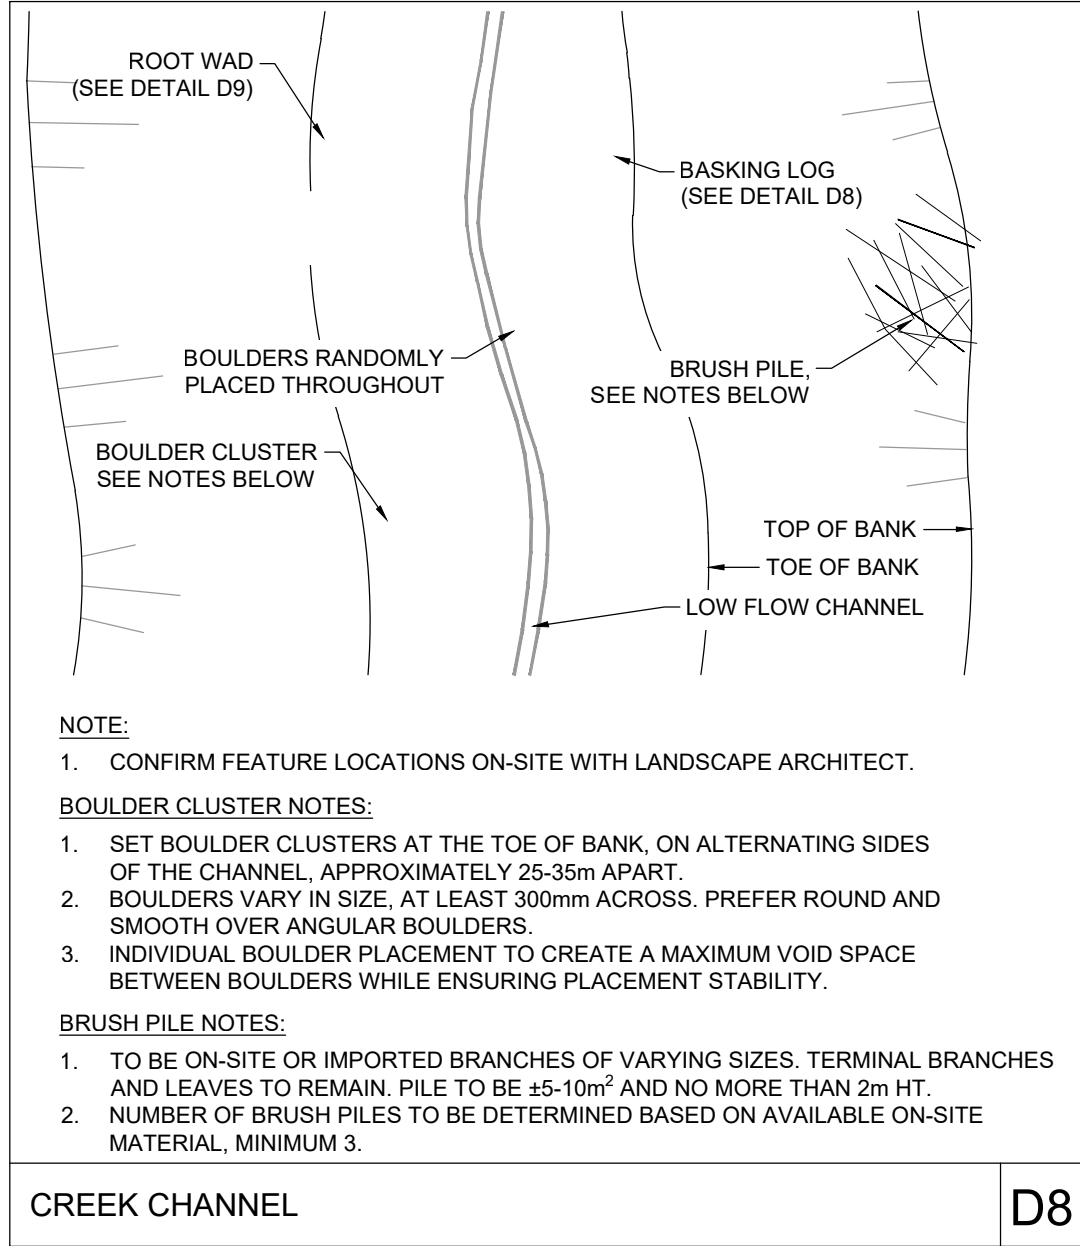 ROOT WAD
(SEE DETAIL D9)
BASKING LOG
(SEE DETAIL D8)
BOULDERS RANDOMLY
PLACED THROUGHOUT
BRUSH PILE,
SEE NOTES BELOW
BOULDER CLUSTER
SEE NOTES BELOW
TOP OF BANK
TOE OF BANK
LOW FLOW CHANNEL
NOTE:
1. CONFIRM FEATURE LOCATIONS ON-SITE WITH LANDSCAPE ARCHITECT.
BOULDER CLUSTER NOTES:
1. SET BOULDER CLUSTERS AT THE TOE OF BANK, ON ALTERNATING SIDES
OF THE CHANNEL, APPROXIMATELY 25-35m APART.
2. BOULDERS VARY IN SIZE, AT LEAST 300mm ACROSS. PREFER ROUND AND
SMOOTH OVER ANGULAR BOULDERS.
3. INDIVIDUAL BOULDER PLACEMENT TO CREATE A MAXIMUM VOID SPACE
BETWEEN BOULDERS WHILE ENSURING PLACEMENT STABILITY.
BRUSH PILE NOTES:
1. TO BE ON-SITE OR IMPORTED BRANCHES OF VARYING SIZES. TERMINAL BRANCHES
AND LEAVES TO REMAIN. PILE TO BE ±5-10m² AND NO MORE THAN 2m HT.
2. NUMBER OF BRUSH PILES TO BE DETERMINED BASED ON AVAILABLE ON-SITE
MATERIAL, MINIMUM 3.
CREEK CHANNEL
D8